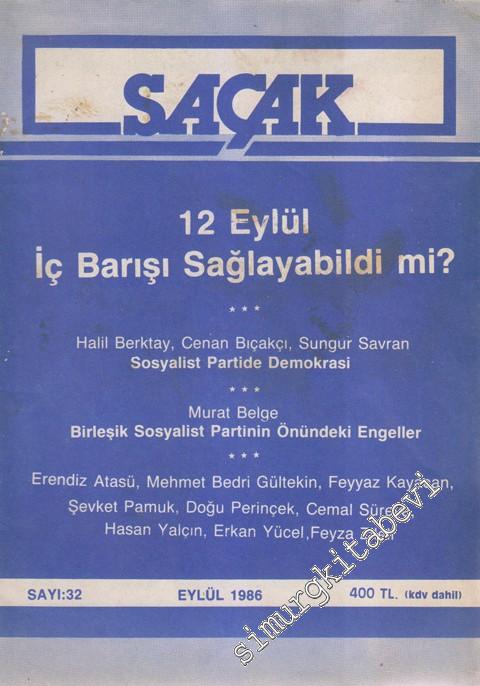 SAÇAK
12 Eylül
İç Barışı Sağlayabildi mi?
* * *
Halil Berktay, Cenan Bıçakçı, Sungur Savran
Sosyalist Partide Demokrasi
* * *
Murat Belge
Birleşik Sosyalist Partinin Önündeki Engeller
* * *
Erendiz Atasü, Mehmet Bedri Gültekin, Feyyaz
Şevket Pamuk, Doğu Perinçek, Cemal
Hasan Yalçın, Erkan Yücel, Feyza
SAYI:32 EYLÜL 1986 400 TL. (kdv dahil)
simurgkitabevi.com